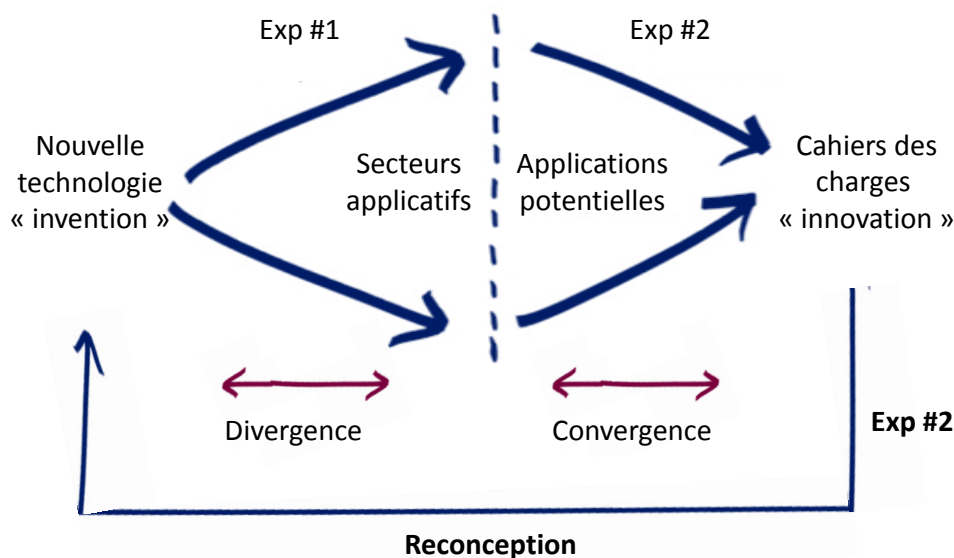 Exp #1
Exp #2
Nouvelle
technologie
« invention »
Secteurs
applicatifs
Applications
potentielles
Cahiers des
charges
« innovation »
Divergence
Convergence
Exp #2
Reconception